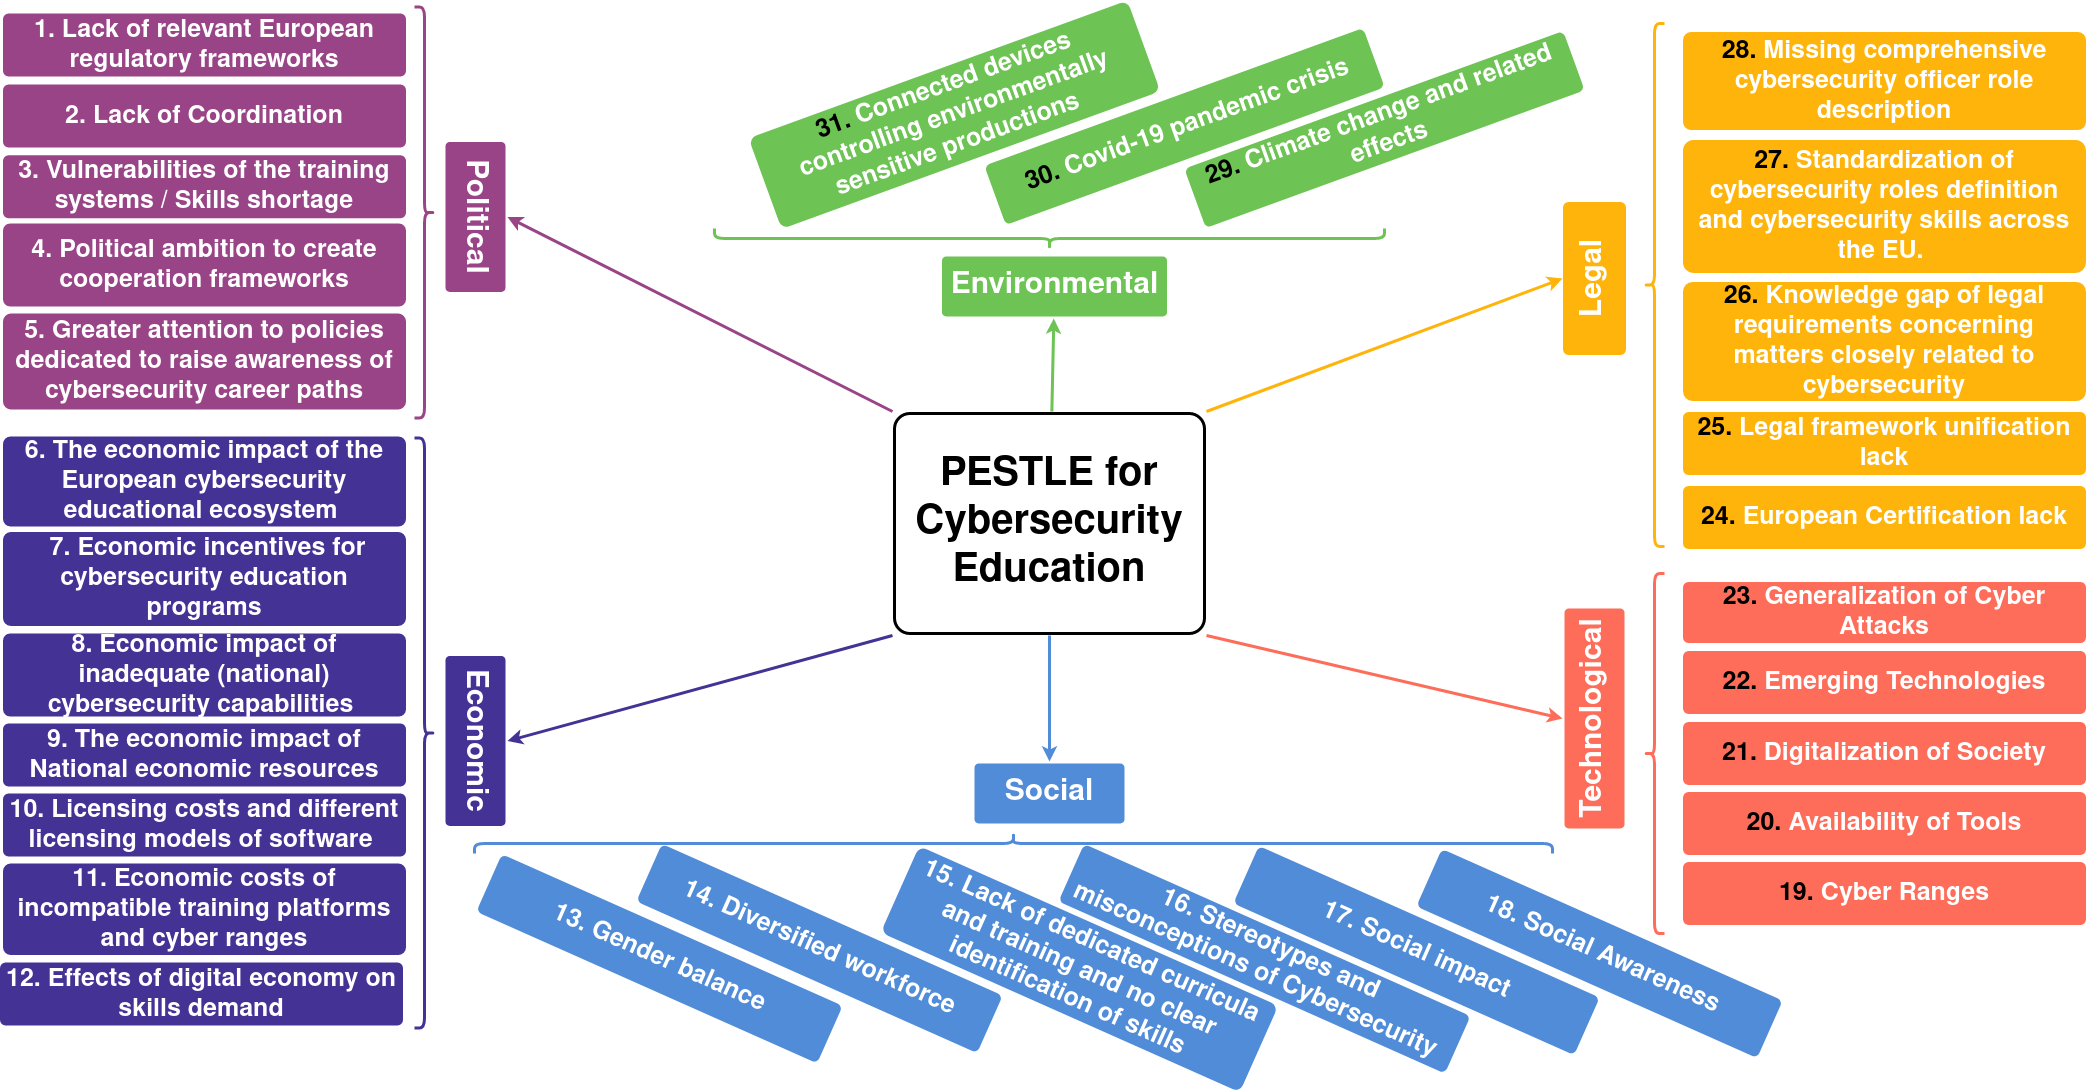 1. Lack of relevant European
regulatory frameworks
2. Lack of Coordination
3. Vulnerabilities of the training
systems / Skills shortage
4. Political ambition to create
cooperation frameworks
5. Greater attention to policies
dedicated to raise awareness of
cybersecurity career paths
Political
6. The economic impact of the
European cybersecurity
educational ecosystem
7. Economic incentives for
cybersecurity education
programs
8. Economic impact of
inadequate (national)
cybersecurity capabilities
9. The economic impact of
National economic resources
10. Licensing costs and different
licensing models of software
11. Economic costs of
incompatible training platforms
and cyber ranges
12. Effects of digital economy on
skills demand
Economic
31. Connected devices
controlling environmentally
sensitive productions
30. Covid-19 pandemic crisis
29. Climate change and related
effects
Environmental
PESTLE for
Cybersecurity
Education
Social
13. Gender balance
14. Diversified workforce
15. Lack of dedicated curricula
and training and no clear
identification of skills
16. Stereotypes and
misconceptions of Cybersecurity
17. Social impact
18. Social Awareness
Legal
28. Missing comprehensive
cybersecurity officer role
description
27. Standardization of
cybersecurity roles definition
and cybersecurity skills across
the EU.
26. Knowledge gap of legal
requirements concerning
matters closely related to
cybersecurity
25. Legal framework unification
lack
24. European Certification lack
Technological
23. Generalization of Cyber
Attacks
22. Emerging Technologies
21. Digitalization of Society
20. Availability of Tools
19. Cyber Ranges